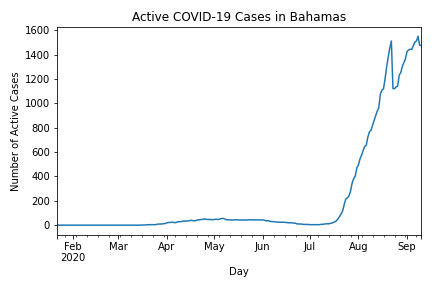 Active COVID-19 Cases in Bahamas
Number of Active Cases
1600
1400
1200
1000
800
600
400
200
0
Feb Mar Apr May Jun Jul Aug Sep
2020
Day